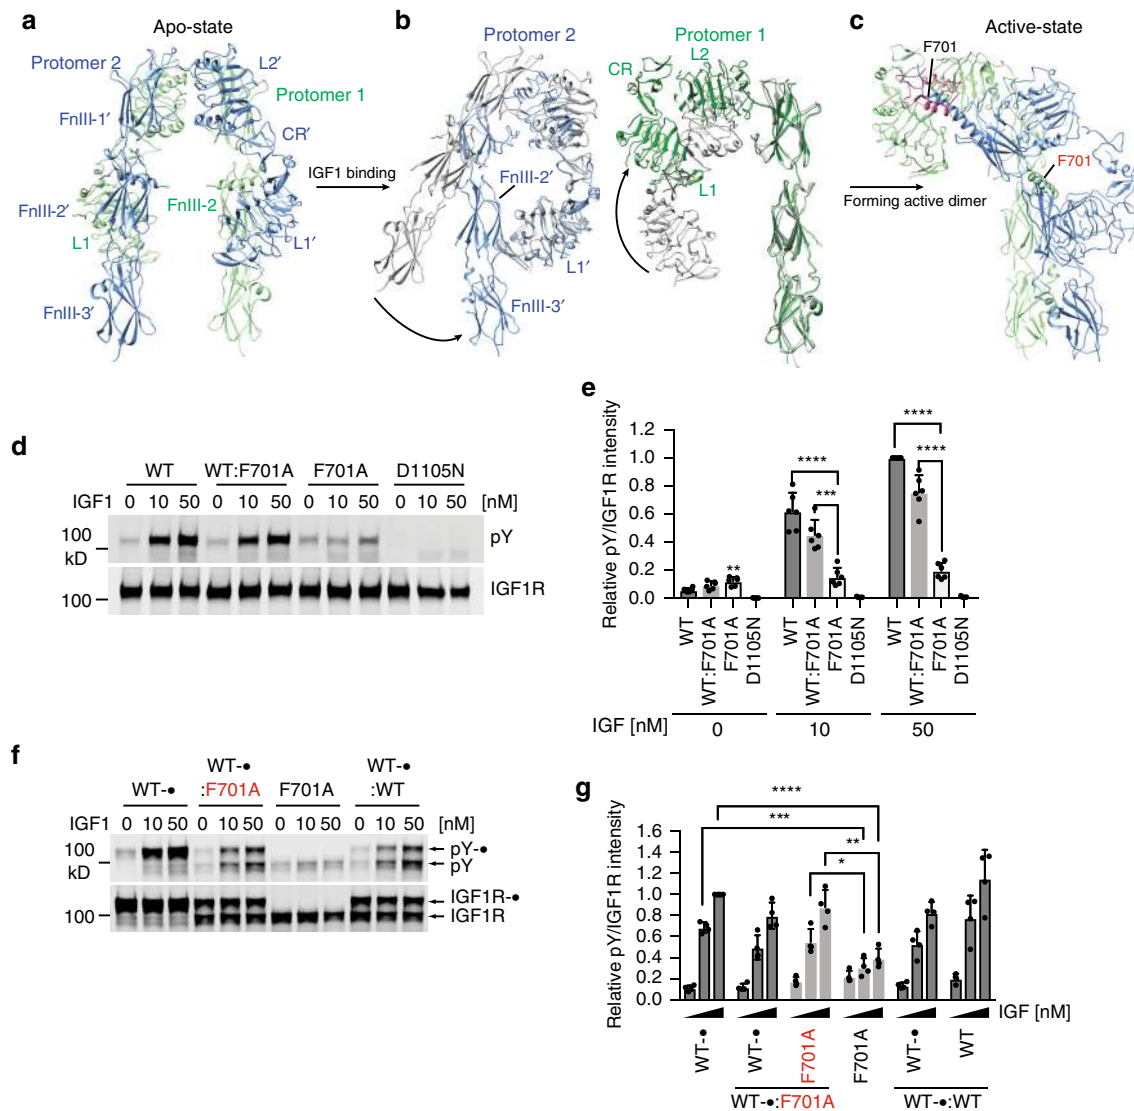 a
Apo-state
Protomer 2
L2′
Protomer 1
FnIII-1′
CR′
FnIII-2′
FnIII-2
L1
L1′
FnIII-3′
IGF1 binding
b
Protomer 2
Protomer 1
L2
CR
FnIII-2′
L1
L1′
FnIII-3′
c
Active-state
F701
F701
Forming active dimer
d
WT WT:F701A F701A D1105N
IGF1 0 10 50 0 10 50 0 10 50 0 10 50 [nM]
100
kD
pY
100
IGF1R
e
Relative pY/IGF1R intensity
1.2
1.0
0.8
0.6
0.4
0.2
0.0
**
****
***
****
****
WT WT:F701A F701A D1105N WT WT:F701A F701A D1105N WT WT:F701A F701A D1105N
IGF [nM] 0 10 50
f
WT-● WT-●:F701A F701A WT-●:WT
IGF1 0 10 50 0 10 50 0 10 50 0 10 50 [nM]
100
kD
pY-●
pY
IGF1R-●
100
IGF1R
g
Relative pY/IGF1R intensity
1.6
1.4
1.2
1.0
0.8
0.6
0.4
0.2
0.0
****
***
**
*
IGF [nM]
WT-● WT-● F701A F701A WT-● WT
WT-●:F701A WT-●:WT